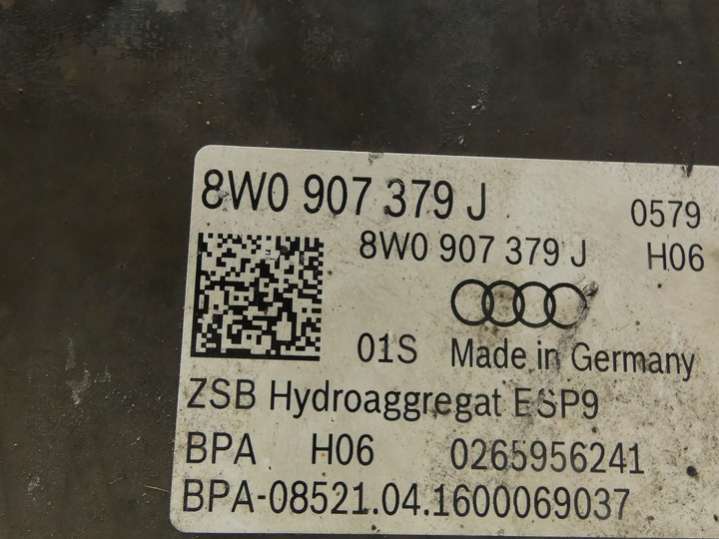 8W0 907 379 J
0579
8W0 907 379 J
H06
01S Made in Germany
ZSB Hydroaggregat ESP9
BPA H06 0265956241
BPA-08521.04.1600069037